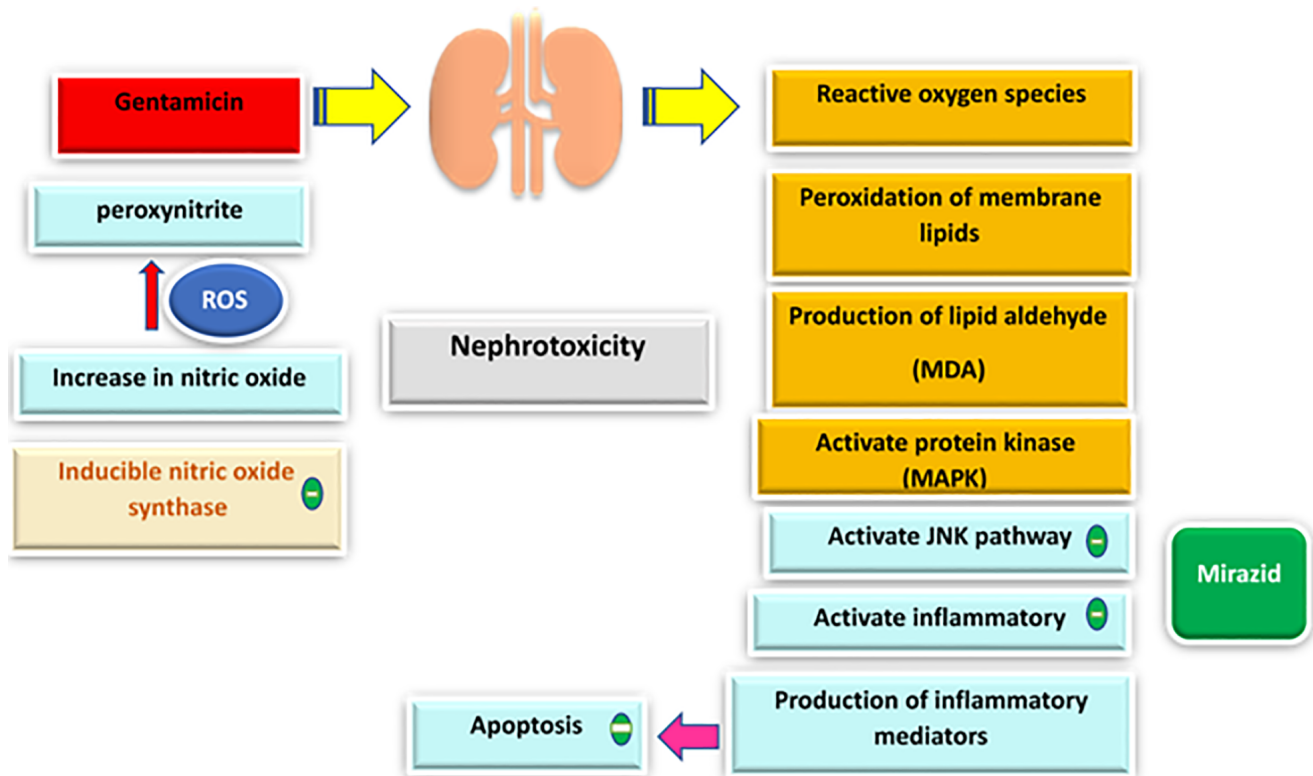 Gentamicin
peroxynitrite
ROS
Increase in nitric oxide
Inducible nitric oxide
synthase
Nephrotoxicity
Reactive oxygen species
Peroxidation of membrane
lipids
Production of lipid aldehyde
(MDA)
Activate protein kinase
(MAPK)
Activate JNK pathway
Activate inflammatory
Mirazid
Production of inflammatory
mediators
Apoptosis